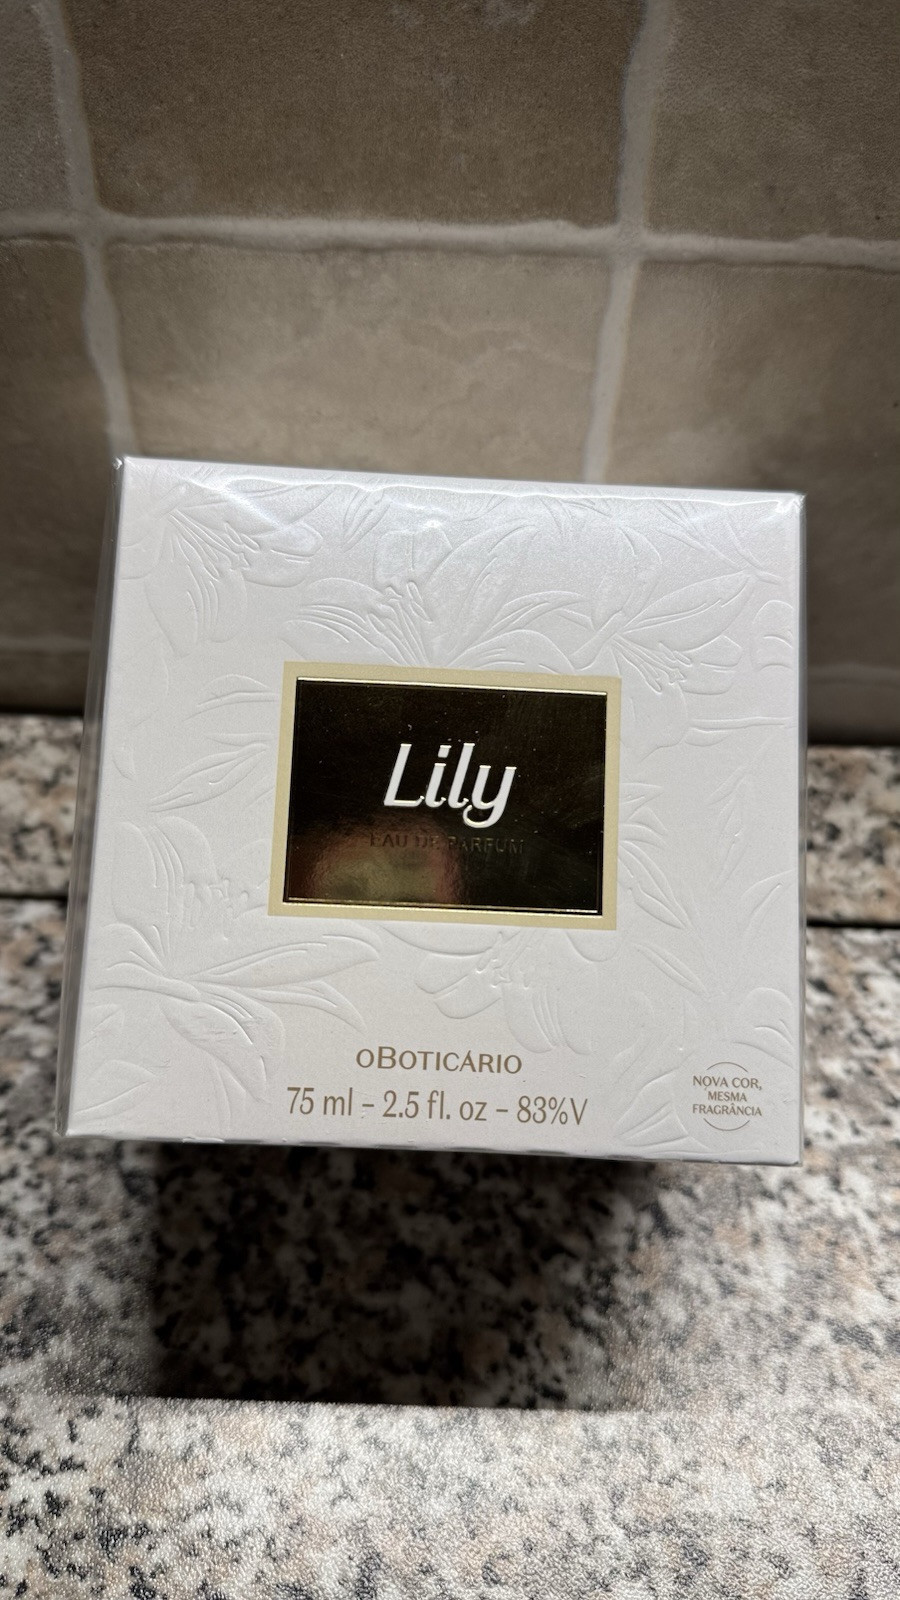 Lily
EAU DE PARFUM
oBOTICÁRIO
75 ml - 2.5 fl. oz - 83%V
NOVA COR,
MESMA
FRAGRÂNCIA